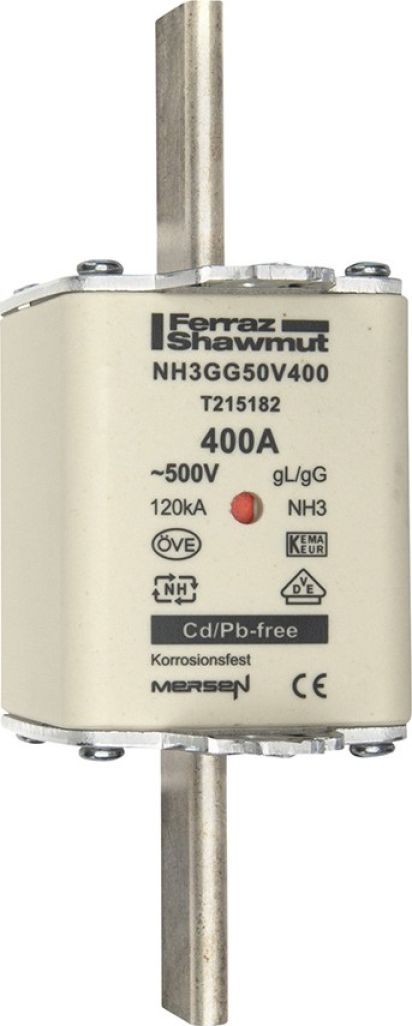 Ferraz
Shawmut
NH3GG50V400
T215182
400A
~500V gL/gG
120kA NH3
ÖVE KEMA
KEUR
NH VDE
Cd/Pb-free
Korrosionsfest
MERSEN CE